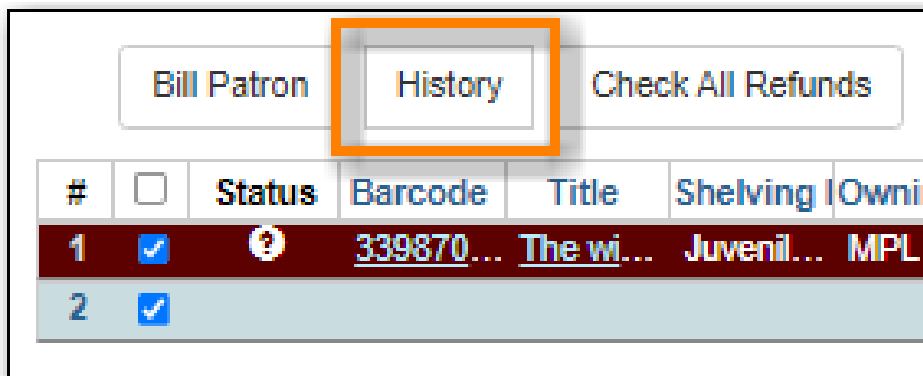 Bill Patron History Check All Refunds
# Status Barcode Title Shelving Owni
1 339870... The wi... Juvenil... MPL
2